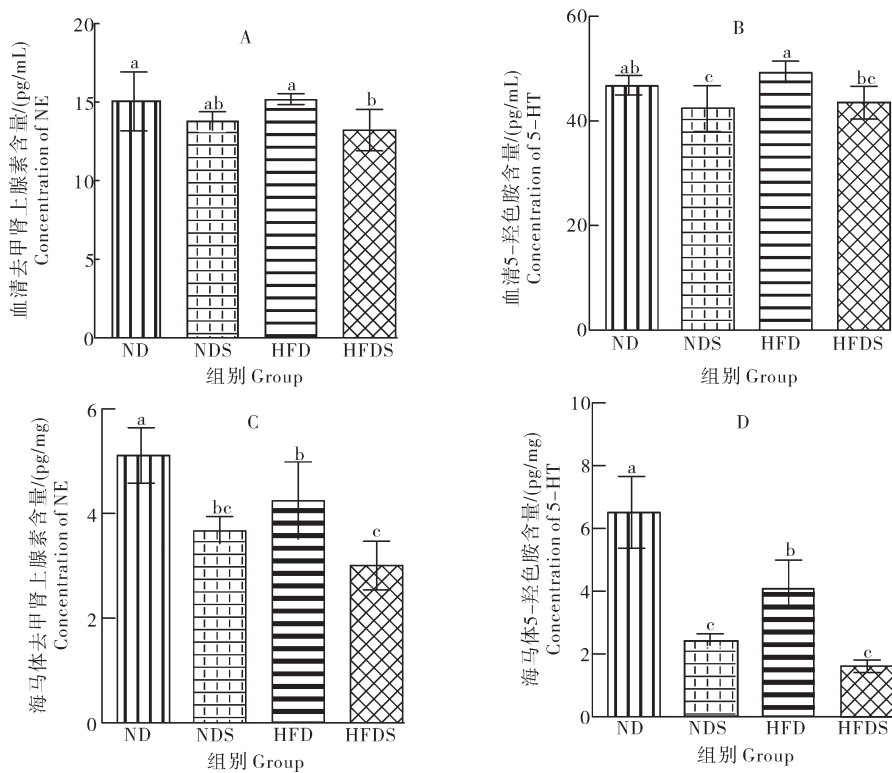 A
血清去甲肾上腺素含量/(pg/mL)
Concentration of NE
20
15
10
5
0
a
ab
a
b
ND
NDS
HFD
HFDS
组别 Group
B
血清5-羟色胺含量/(pg/mL)
Concentration of 5-HT
60
40
20
0
ab
c
a
bc
ND
NDS
HFD
HFDS
组别 Group
C
海马体去甲肾上腺素含量/(pg/mg)
Concentration of NE
6
4
2
0
a
bc
b
c
ND
NDS
HFD
HFDS
组别 Group
D
海马体5-羟色胺含量/(pg/mg)
Concentration of 5-HT
10
8
6
4
2
0
a
c
b
c
ND
NDS
HFD
HFDS
组别 Group